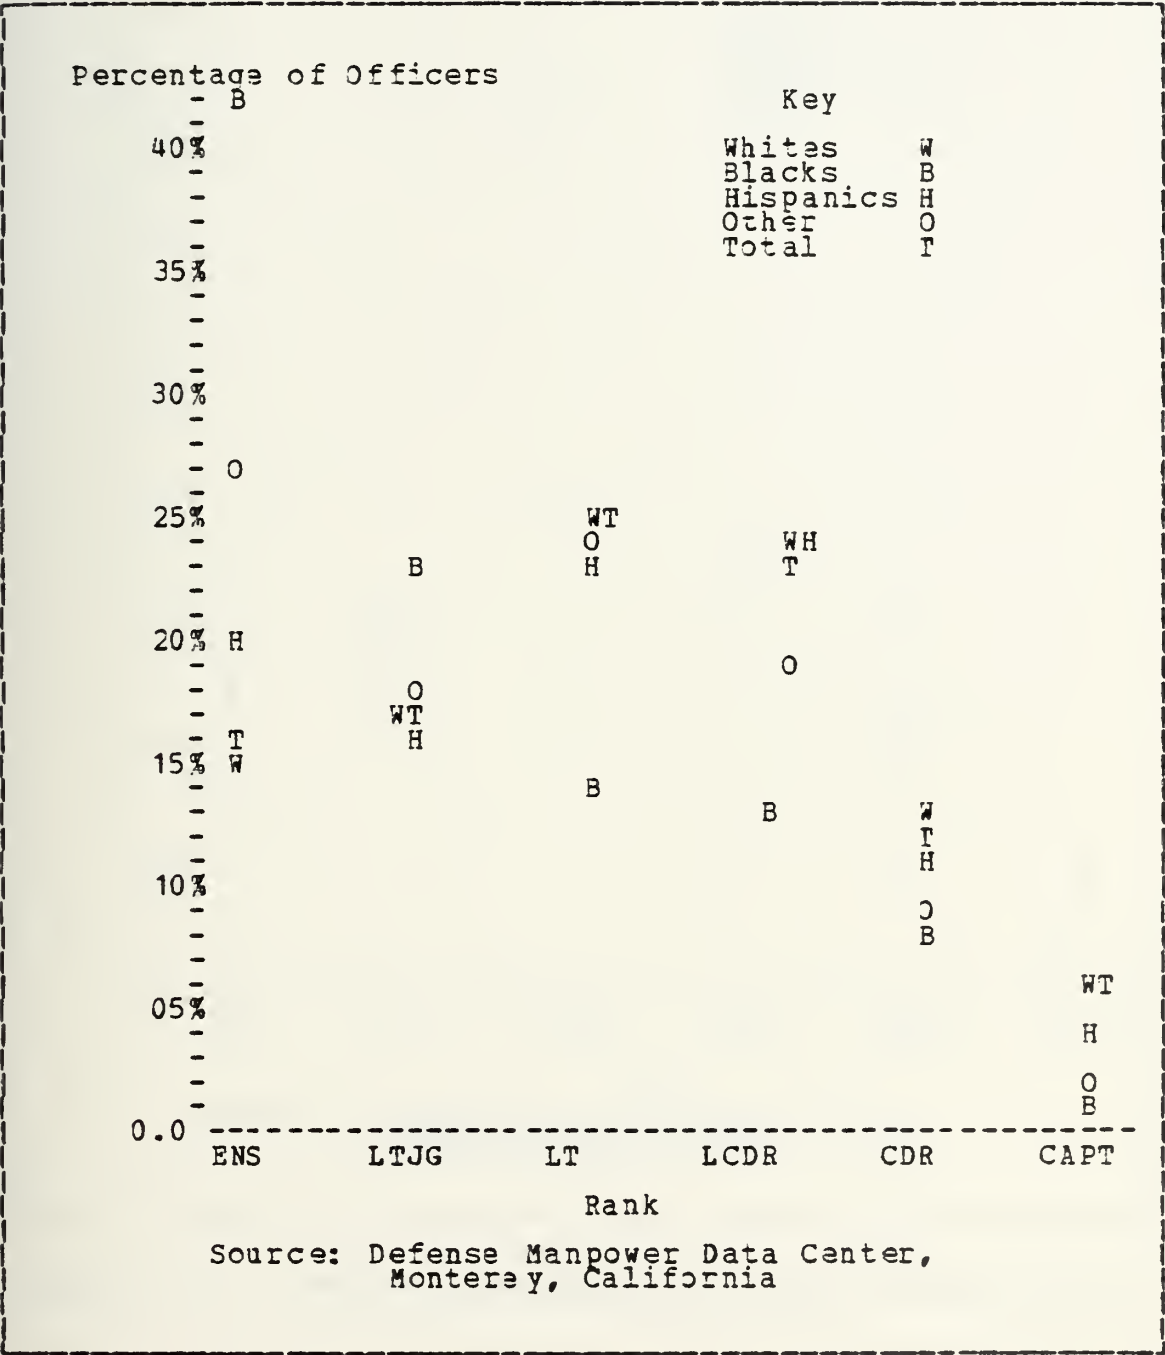 Percentage of Officers
- B Key
-
40% Whites W
- Blacks B
- Hispanics H
- Other O
- Total T
35%
-
-
-
-
30%
-
-
- O
-
25% WT
- O WH
- B H T
-
-
20% H
- O
- O
- WT
- T H
15% W
- B
- B W
- T
- H
10%
- O
- B
-
- WT
05%
- H
-
- O
- B
0.0 -----------------------------------------------
ENS LTJG LT LCDR CDR CAPT
Rank
Source: Defense Manpower Data Center,
Monterey, California